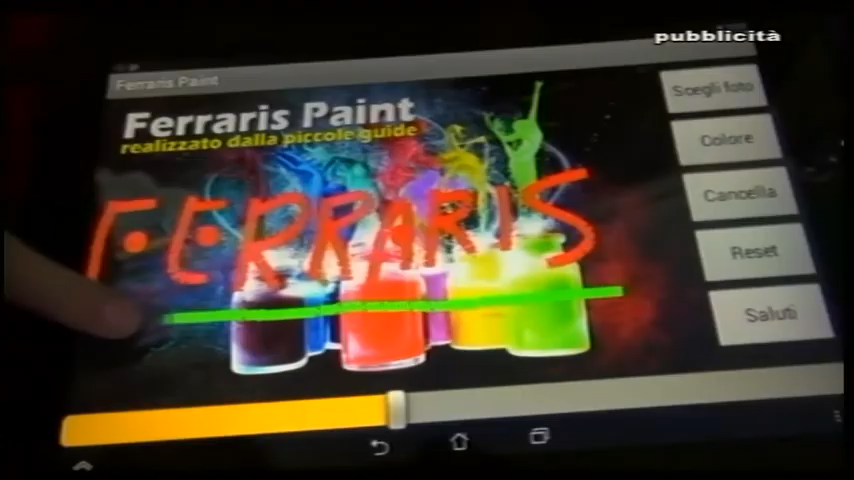 pubblicità
Ferraris Paint
Ferraris Paint
realizzato dalla piccole guide
FERRARIS
Scegli foto
Colore
Cancella
Reset
Saluti